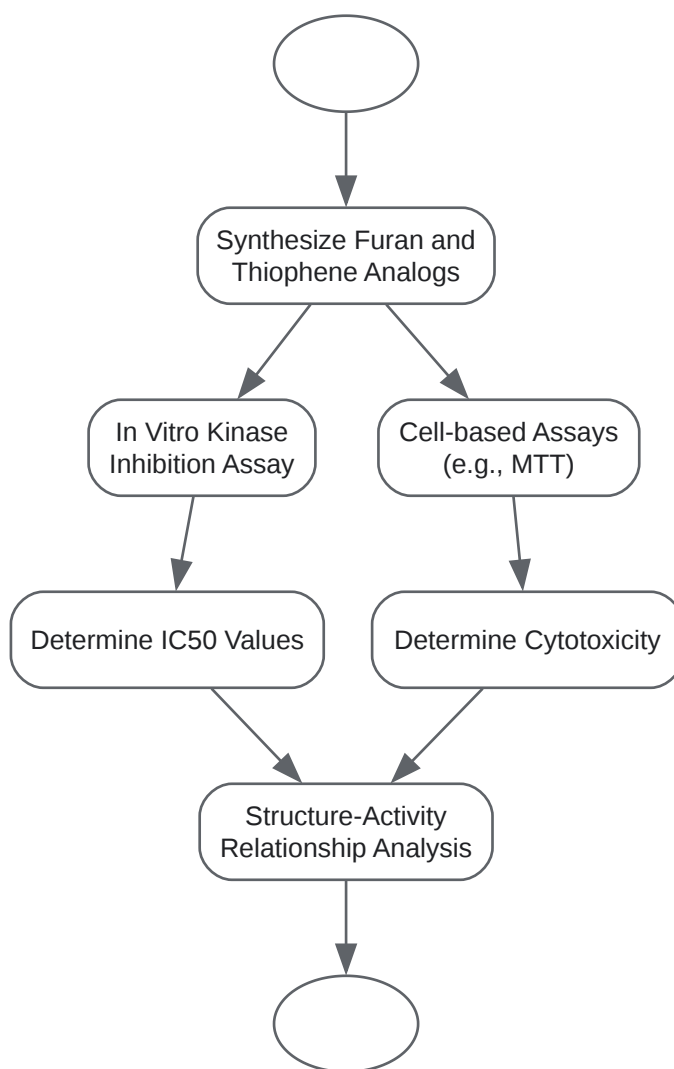 Synthesize Furan and
Thiophene Analogs
In Vitro Kinase
Inhibition Assay
Cell-based Assays
(e.g., MTT)
Determine IC50 Values
Determine Cytotoxicity
Structure-Activity
Relationship Analysis